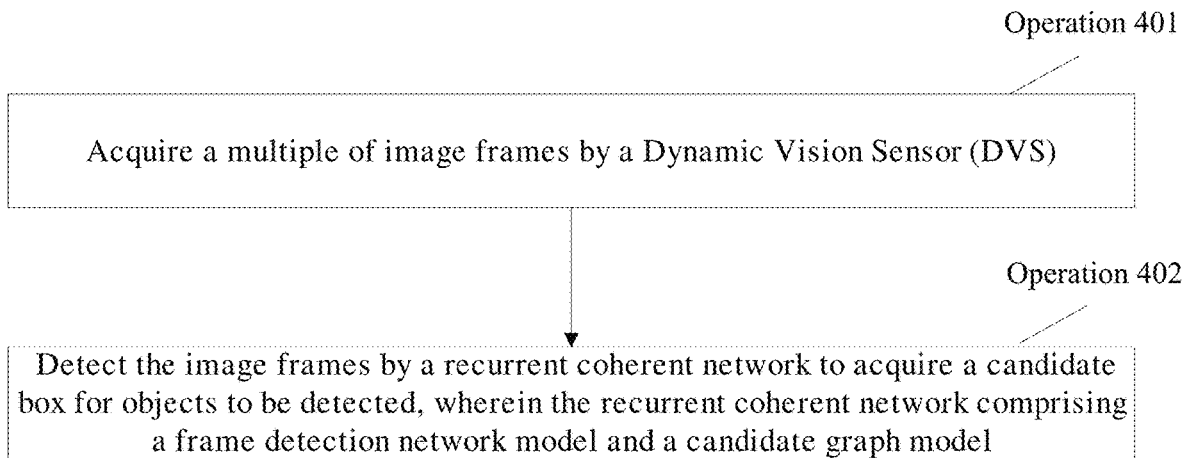 Operation 401
Acquire a multiple of image frames by a Dynamic Vision Sensor (DVS)
Operation 402
Detect the image frames by a recurrent coherent network to acquire a candidate
box for objects to be detected, wherein the recurrent coherent network comprising
a frame detection network model and a candidate graph model